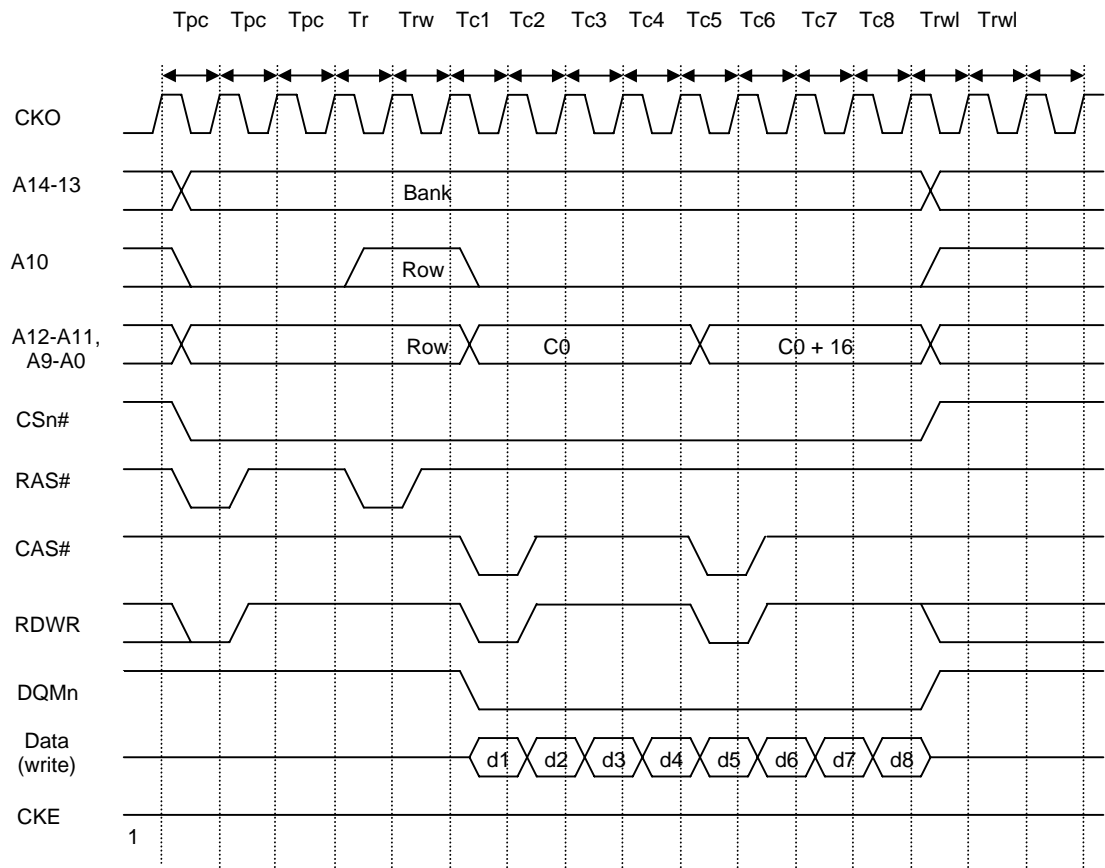 Tpc Tpc Tpc Tr Trw Tc1 Tc2 Tc3 Tc4 Tc5 Tc6 Tc7 Tc8 Trwl Trwl
CKO
A14-13
Bank
A10
Row
A12-A11,
A9-A0
Row C0 C0 + 16
CSn#
RAS#
CAS#
RDWR
DQMn
Data
(write)
d1 d2 d3 d4 d5 d6 d7 d8
CKE
1